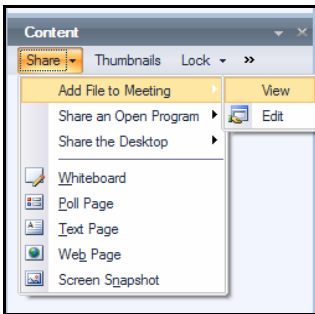 Content
Share Thumbnails Lock »
Add File to Meeting View
Share an Open Program Edit
Share the Desktop
Whiteboard
Poll Page
Text Page
Web Page
Screen Snapshot